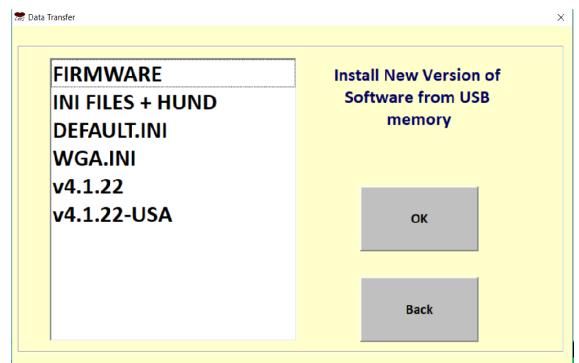 Data Transfer
FIRMWARE
INI FILES + HUND
DEFAULT.INI
WGA.INI
v4.1.22
v4.1.22-USA
Install New Version of
Software from USB
memory
OK
Back